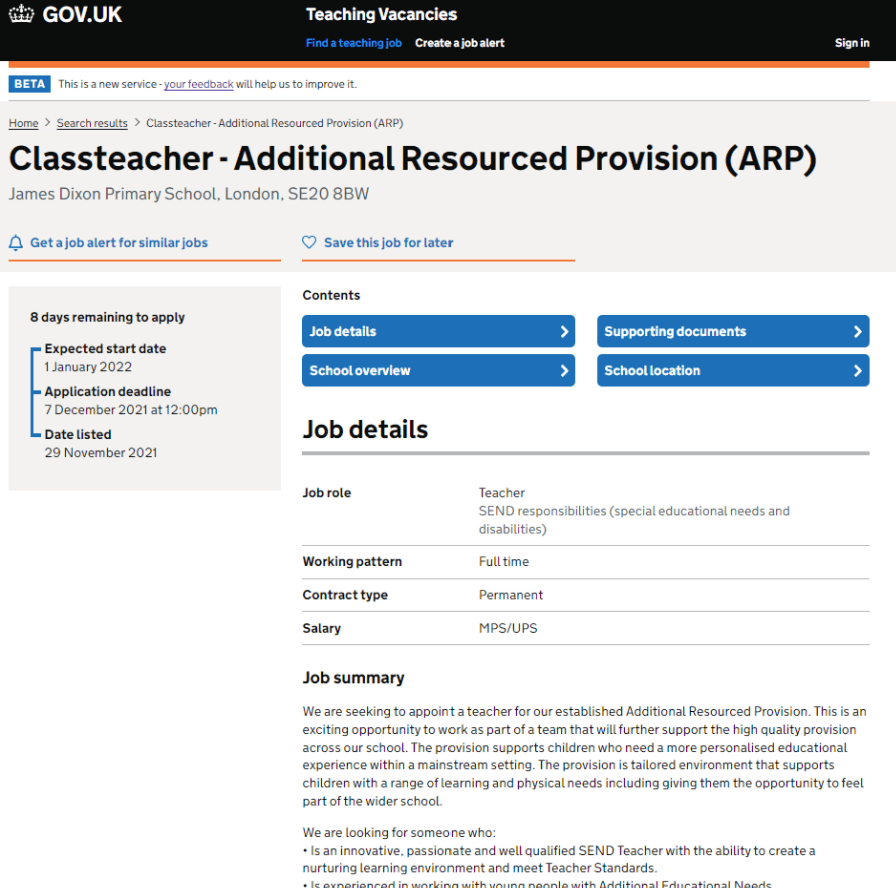 GOV.UK
Teaching Vacancies
Find a teaching job Create a job alert Sign in
BETA This is a new service - your feedback will help us to improve it.
Home > Search results > Classteacher - Additional Resourced Provision (ARP)
Classteacher - Additional Resourced Provision (ARP)
James Dixon Primary School, London, SE20 8BW
Get a job alert for similar jobs
Save this job for later
8 days remaining to apply
Expected start date
1 January 2022
Application deadline
7 December 2021 at 12:00pm
Date listed
29 November 2021
Contents
Job details
Supporting documents
School overview
School location
Job details
Job role Teacher
SEND responsibilities (special educational needs and
disabilities)
Working pattern Full time
Contract type Permanent
Salary MPS/UPS
Job summary
We are seeking to appoint a teacher for our established Additional Resourced Provision. This is an
exciting opportunity to work as part of a team that will further support the high quality provision
across our school. The provision supports children who need a more personalised educational
experience within a mainstream setting. The provision is tailored environment that supports
children with a range of learning and physical needs including giving them the opportunity to feel
part of the wider school.
We are looking for someone who:
• Is an innovative, passionate and well qualified SEND Teacher with the ability to create a
nurturing learning environment and meet Teacher Standards.
• Is experienced in working with young people with Additional Educational Needs